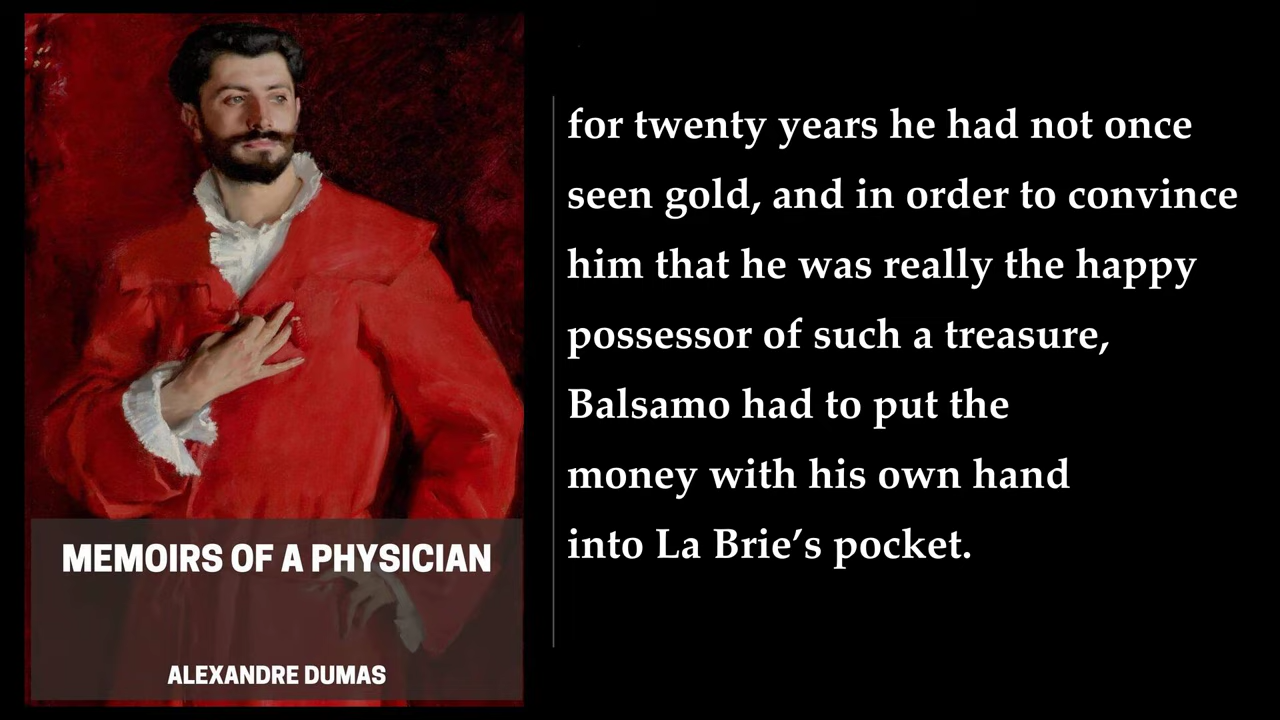 MEMOIRS OF A PHYSICIAN
ALEXANDRE DUMAS
for twenty years he had not once
seen gold, and in order to convince
him that he was really the happy
possessor of such a treasure,
Balsamo had to put the
money with his own hand
into La Brie’s pocket.